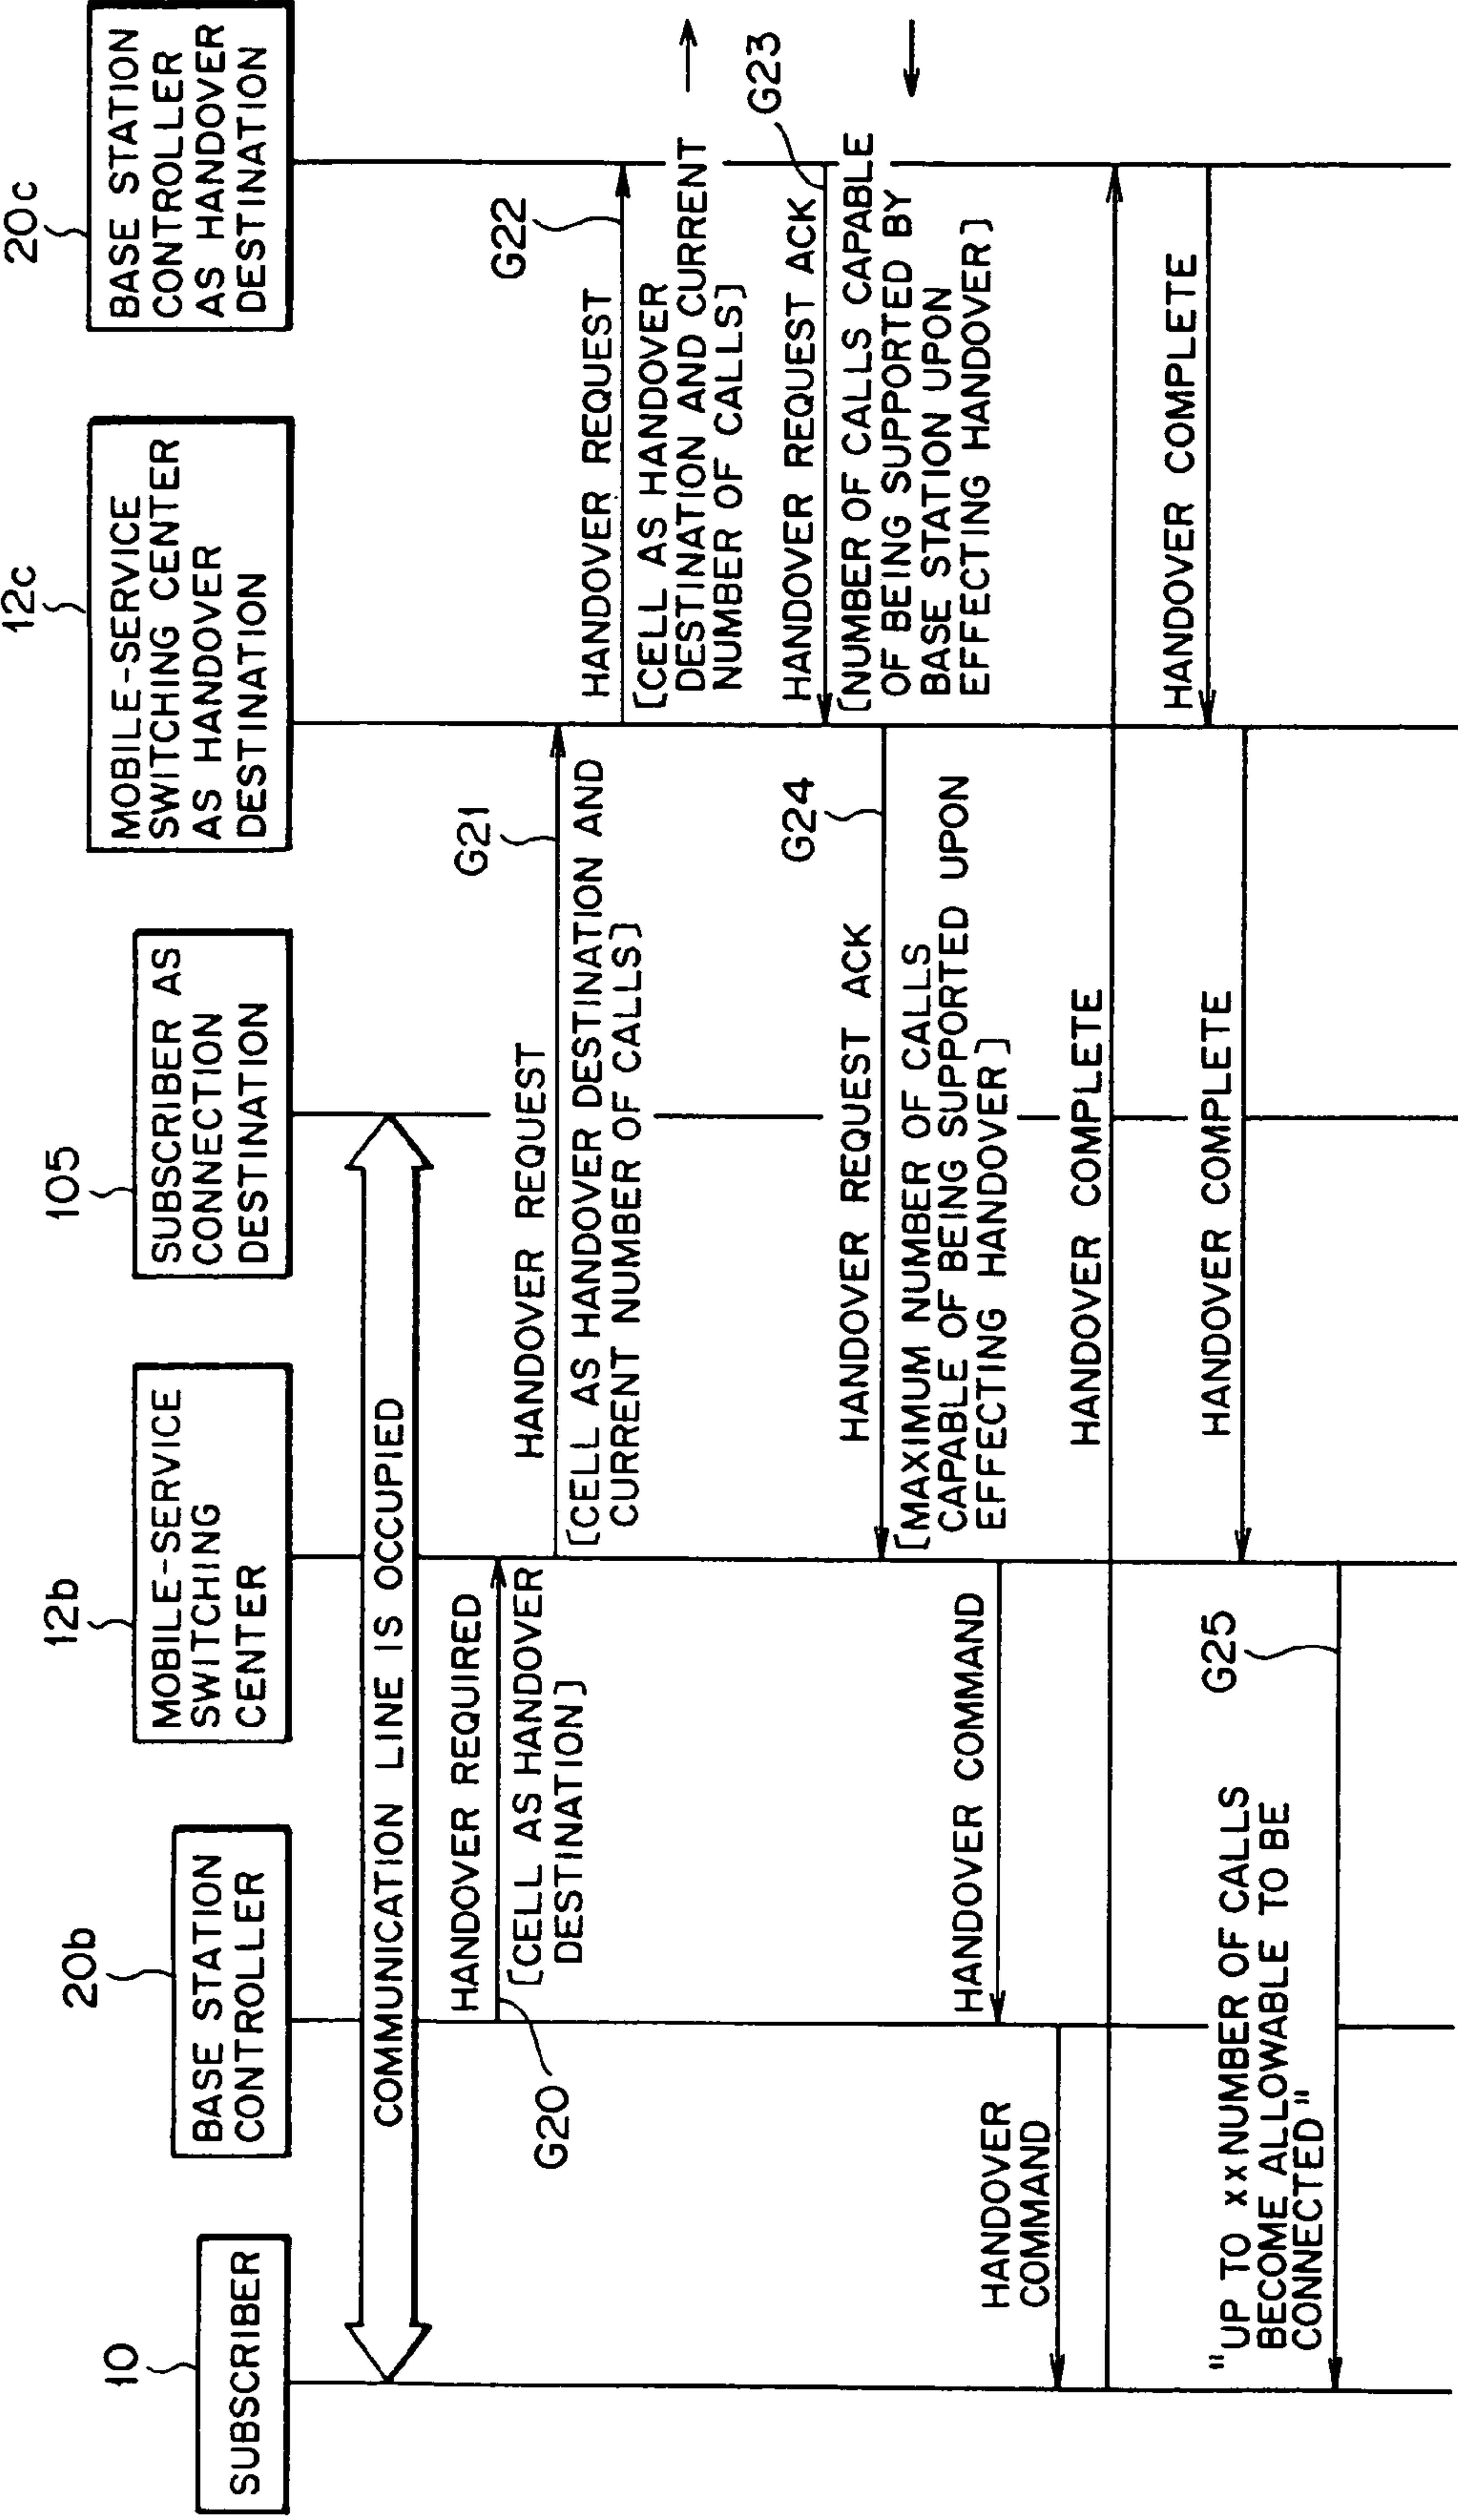 10
SUBSCRIBER
20b
BASE STATION
CONTROLLER
12b
MOBILE-SERVICE
SWITCHING
CENTER
105
SUBSCRIBER AS
CONNECTION
DESTINATION
12c
MOBILE-SERVICE
SWITCHING CENTER
AS HANDOVER
DESTINATION
20c
BASE STATION
CONTROLLER
AS HANDOVER
DESTINATION
COMMUNICATION LINE IS OCCUPIED
HANDOVER REQUIRED
[CELL AS HANDOVER
DESTINATION]
G20
HANDOVER REQUEST
G21
[CELL AS HANDOVER DESTINATION AND
CURRENT NUMBER OF CALLS]
HANDOVER REQUEST
G22
[CELL AS HANDOVER
DESTINATION AND CURRENT
NUMBER OF CALLS]
HANDOVER REQUEST ACK
G23
[NUMBER OF CALLS CAPABLE
OF BEING SUPPORTED BY
BASE STATION UPON
EFFECTING HANDOVER]
HANDOVER REQUEST ACK
G24
[MAXIMUM NUMBER OF CALLS
CAPABLE OF BEING SUPPORTED UPON
EFFECTING HANDOVER]
HANDOVER COMMAND
HANDOVER
COMMAND
HANDOVER COMPLETE
HANDOVER COMPLETE
HANDOVER COMPLETE
G25
"UP TO xx NUMBER OF CALLS
BECOME ALLOWABLE TO BE
CONNECTED"